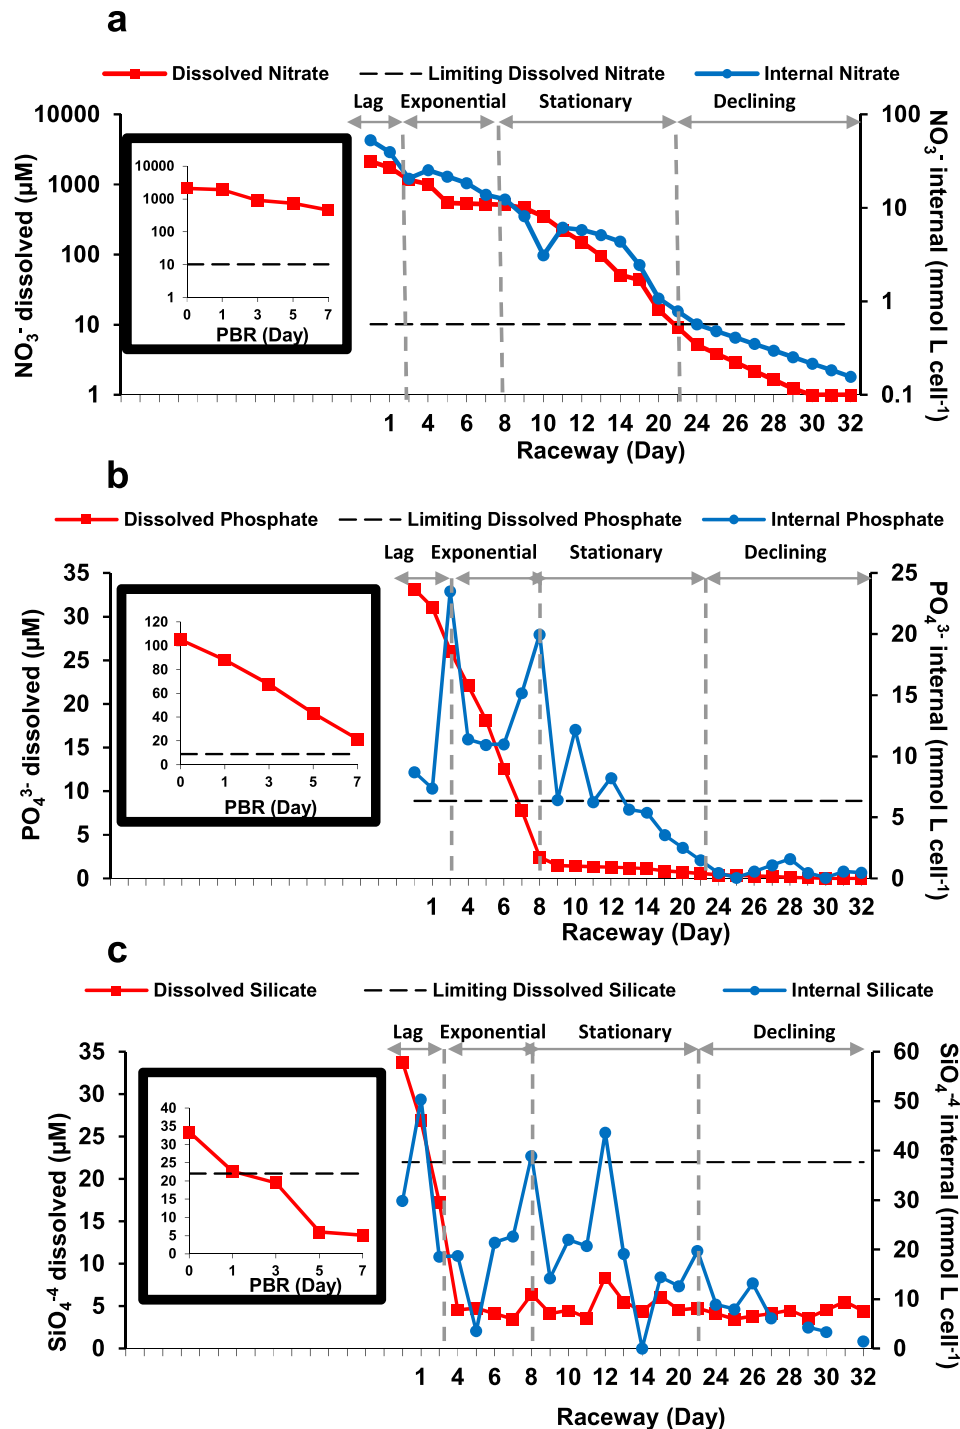 a
Dissolved Nitrate Limiting Dissolved Nitrate Internal Nitrate
Lag Exponential Stationary Declining
NO₃⁻ dissolved (µM)
10000
1000
100
10
1
10000
1000
100
10
1
0 1 3 5 7
PBR (Day)
100
10
1
0.1
NO₃⁻ internal (mmol L cell⁻¹)
1 4 6 8 10 12 14 20 24 26 28 30 32
Raceway (Day)
b
Dissolved Phosphate Limiting Dissolved Phosphate Internal Phosphate
Lag Exponential Stationary Declining
PO₄³⁻ dissolved (µM)
35
30
25
20
15
10
5
0
120
100
80
60
40
20
0
0 1 3 5 7
PBR (Day)
25
20
15
10
5
0
PO₄³⁻ internal (mmol L cell⁻¹)
1 4 6 8 10 12 14 20 24 26 28 30 32
Raceway (Day)
c
Dissolved Silicate Limiting Dissolved Silicate Internal Silicate
Lag Exponential Stationary Declining
SiO₄⁻⁴ dissolved (µM)
35
30
25
20
15
10
5
0
40
35
30
25
20
15
10
5
0
0 1 3 5 7
PBR (Day)
60
50
40
30
20
10
0
SiO₄⁻⁴ internal (mmol L cell⁻¹)
1 4 6 8 10 12 14 20 24 26 28 30 32
Raceway (Day)